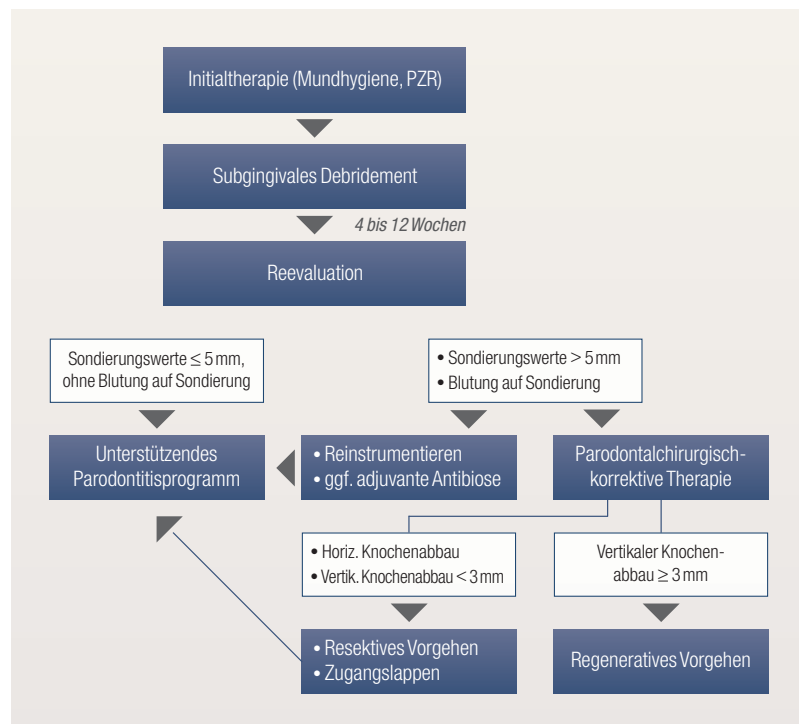 Initialtherapie (Mundhygiene, PZR)
Subgingivales Debridement
4 bis 12 Wochen
Reevaluation
Sondierungswerte ≤ 5 mm,
ohne Blutung auf Sondierung
• Sondierungswerte > 5 mm
• Blutung auf Sondierung
Unterstützendes
Parodontitisprogramm
• Reinstrumentieren
• ggf. adjuvante Antibiose
Parodontalchirurgisch-
korrektive Therapie
• Horiz. Knochenabbau
• Vertik. Knochenabbau < 3 mm
Vertikaler Knochen-
abbau ≥ 3 mm
• Resektives Vorgehen
• Zugangslappen
Regeneratives Vorgehen